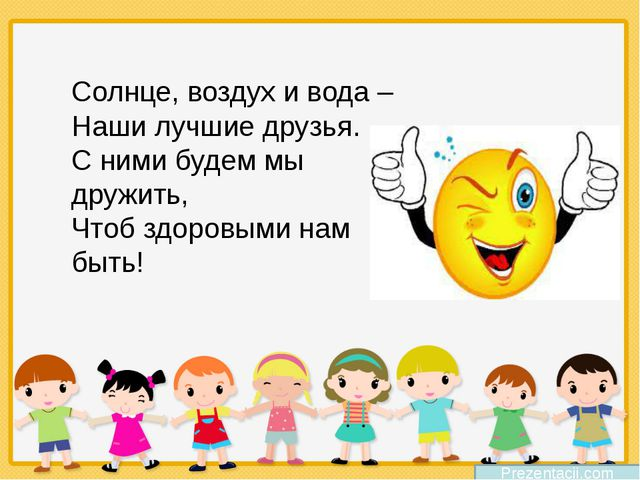 Солнце, воздух и вода –
Наши лучшие друзья.
С ними будем мы
дружить,
Чтоб здоровыми нам
быть!
Prezentacii.com